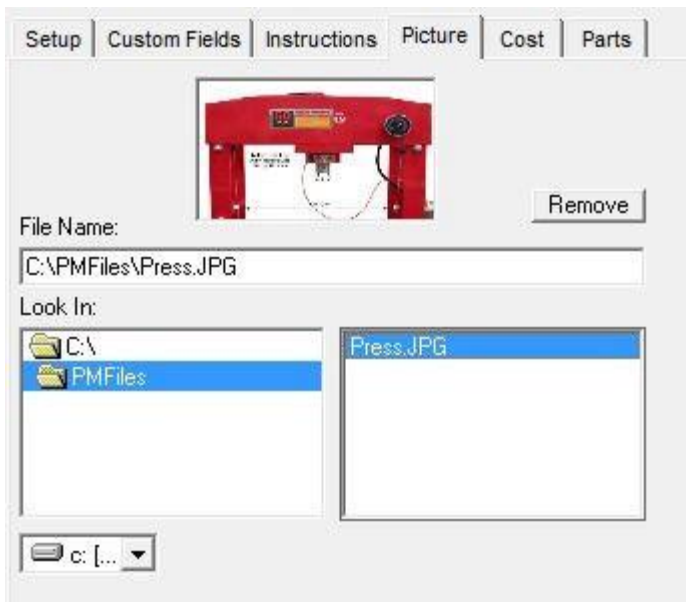 Setup Custom Fields Instructions Picture Cost Parts
Remove
File Name:
C:\PMFiles\Press.JPG
Look In:
C:\ Press.JPG
PMFiles
c: [...